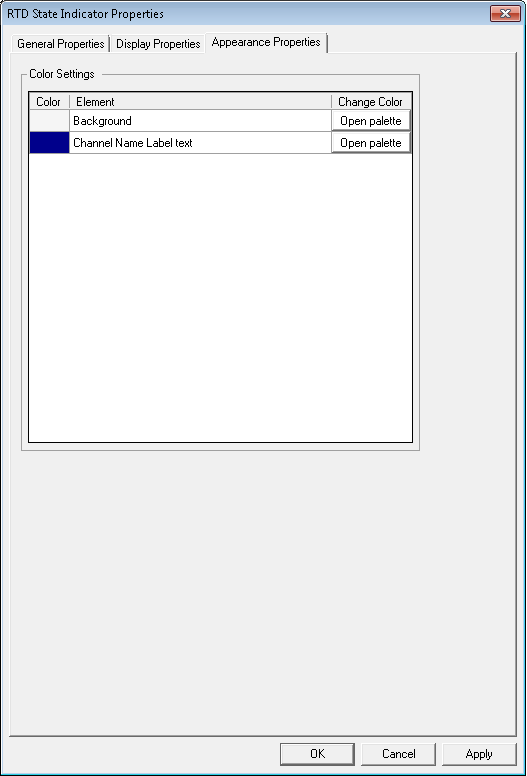 RTD State Indicator Properties
General Properties Display Properties Appearance Properties
Color Settings
Color Element Change Color
Background Open palette
Channel Name Label text Open palette
OK Cancel Apply